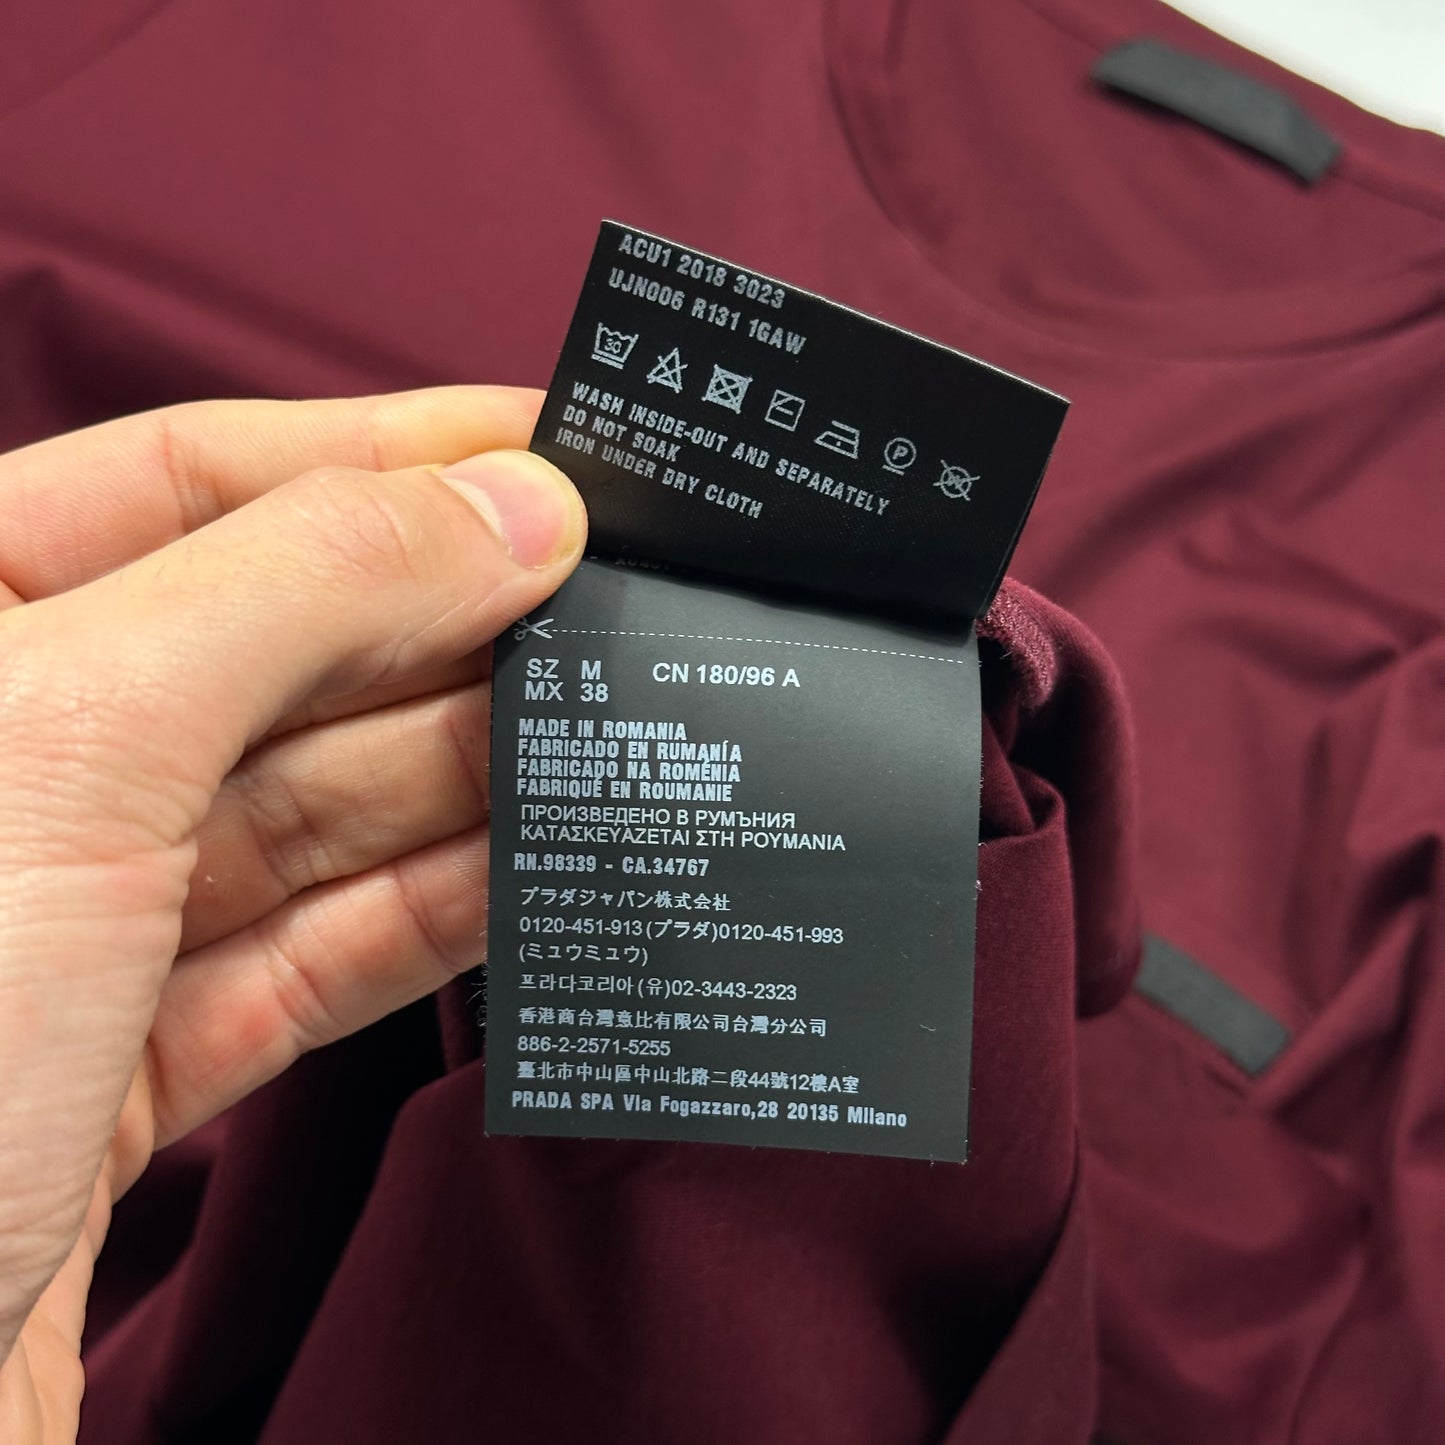 ACU1 2018 3023
UJN006 R131 1GAW
30
P
WASH INSIDE-OUT AND SEPARATELY
DO NOT SOAK
IRON UNDER DRY CLOTH
SZ M CN 180/96 A
MX 38
MADE IN ROMANIA
FABRICADO EN RUMANÍA
FABRICADO NA ROMÉNIA
FABRIQUÉ EN ROUMANIE
ПРОИЗВЕДЕНО В РУМЪНИЯ
ΚΑΤΑΣΚΕΥΑΖΕΤΑΙ ΣΤΗ ΡΟΥΜΑΝΙΑ
RN.98339 - CA.34767
プラダジャパン株式会社
0120-451-913(プラダ)0120-451-993
(ミュウミュウ)
프라다코리아(유)02-3443-2323
香港商台灣意比有限公司台灣分公司
886-2-2571-5255
臺北市中山區中山北路二段44號12樓A室
PRADA SPA Via Fogazzaro,28 20135 Milano